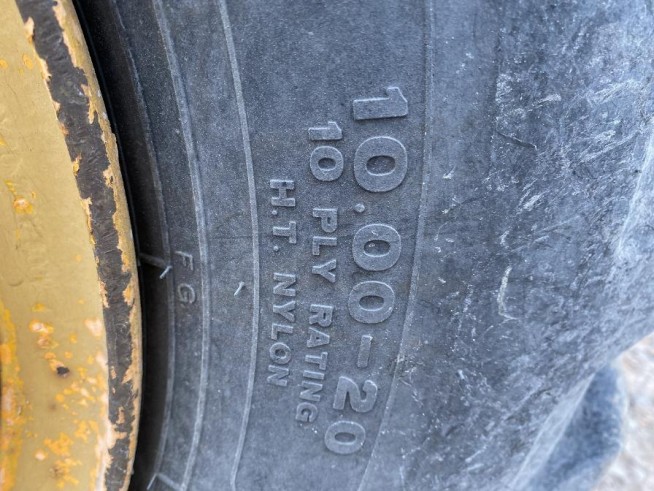 10.00-20
10 PLY RATING
H.T. NYLON
FG